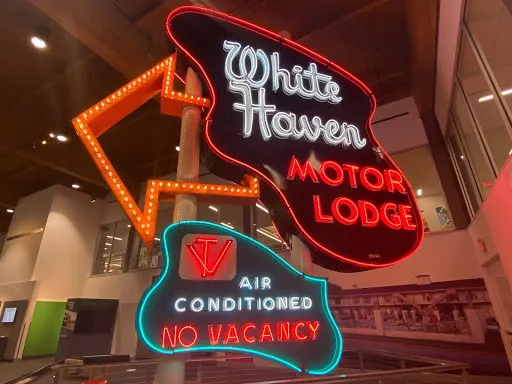 White
Haven
MOTOR
LODGE
TV
AIR
CONDITIONED
NO VACANCY